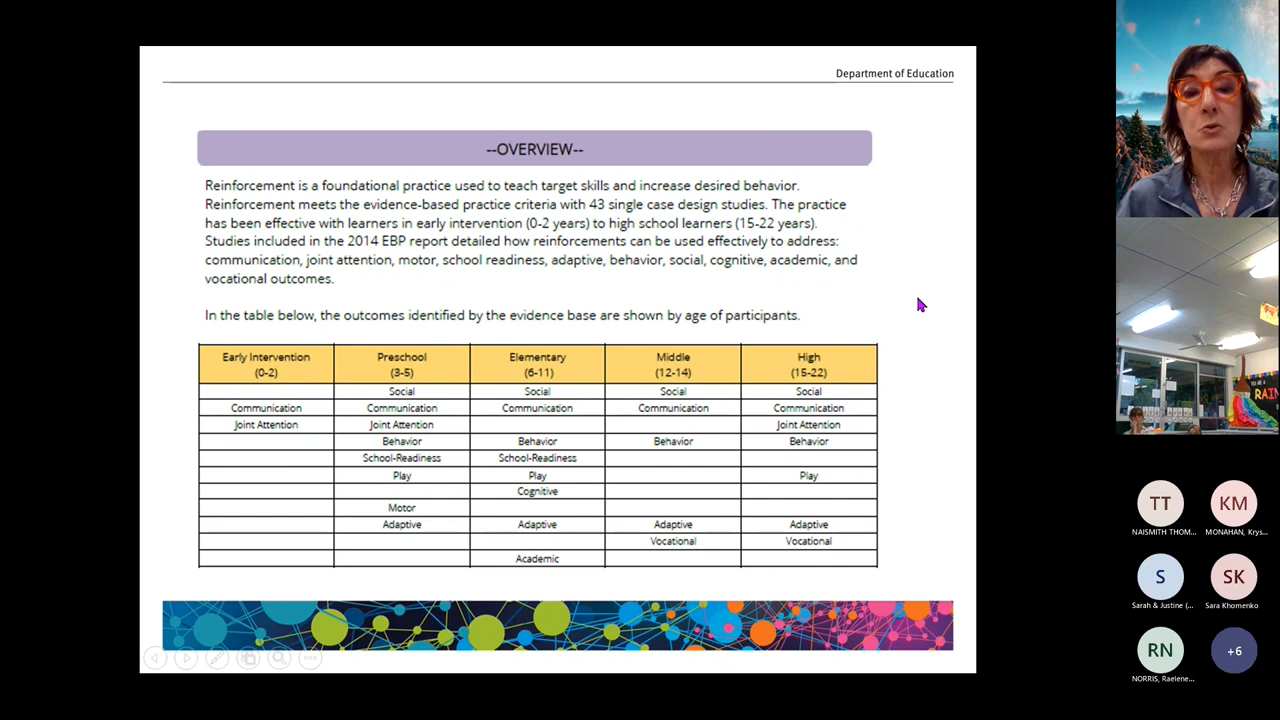 Department of Education
--OVERVIEW--
Reinforcement is a foundational practice used to teach target skills and increase desired behavior.
Reinforcement meets the evidence-based practice criteria with 43 single case design studies. The practice
has been effective with learners in early intervention (0-2 years) to high school learners (15-22 years).
Studies included in the 2014 EBP report detailed how reinforcements can be used effectively to address:
communication, joint attention, motor, school readiness, adaptive, behavior, social, cognitive, academic, and
vocational outcomes.
In the table below, the outcomes identified by the evidence base are shown by age of participants.
Early Intervention Preschool Elementary Middle High
(0-2) (3-5) (6-11) (12-14) (15-22)
Social Social Social Social
Communication Communication Communication Communication Communication
Joint Attention Joint Attention Joint Attention
Behavior Behavior Behavior Behavior
School-Readiness School-Readiness
Play Play Play
Cognitive
Motor
Adaptive Adaptive Adaptive Adaptive
Vocational Vocational
Academic
RAIN
TT KM
NAISMITH THOM... MONAHAN, Krys...
S SK
Sarah & Justine (... Sara Khomenko
RN +6
NORRIS, Raelene...